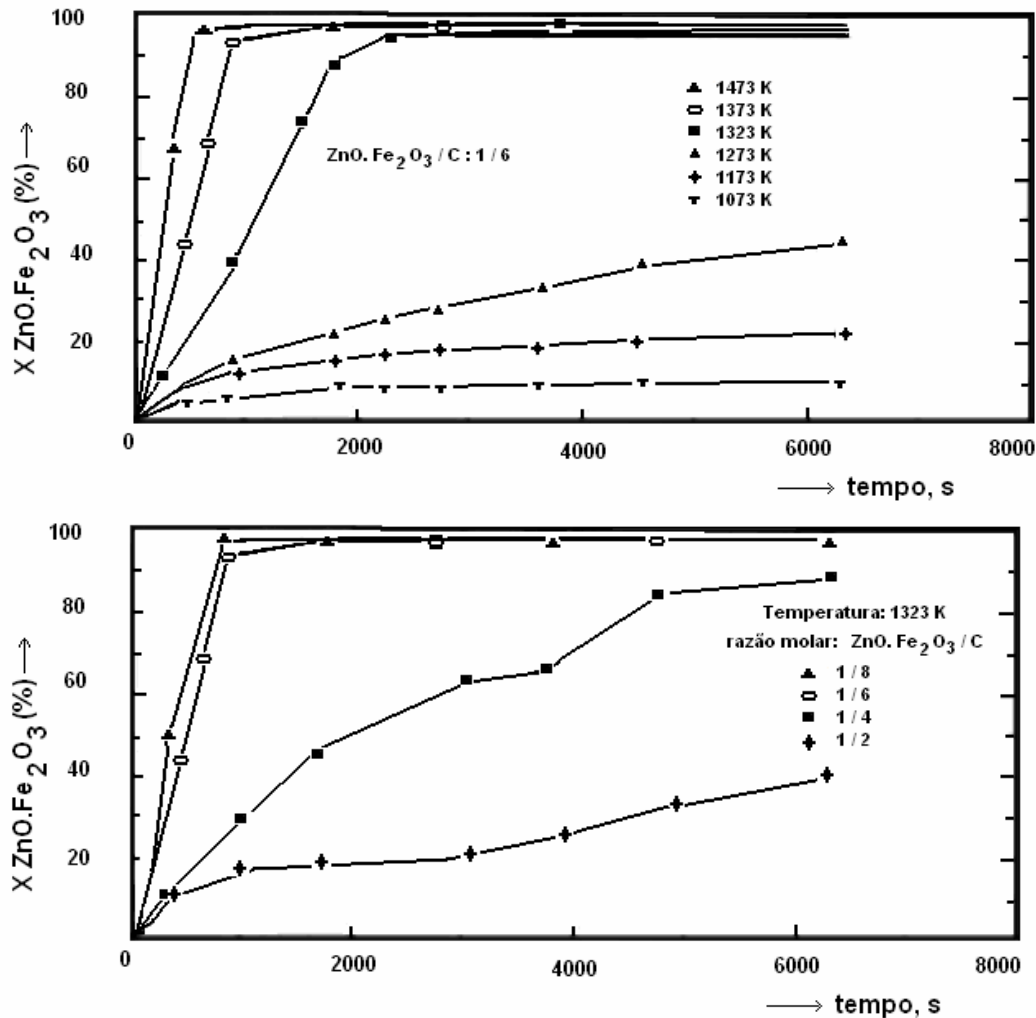 100
80
60
40
20
0
2000
4000
6000
8000
X ZnO.Fe2O3 (%) →
ZnO.Fe2O3 / C : 1 / 6
1473 K
1373 K
1323 K
1273 K
1173 K
1073 K
→ tempo, s
100
80
60
40
20
0
2000
4000
6000
8000
X ZnO.Fe2O3 (%) →
Temperatura: 1323 K
razão molar: ZnO.Fe2O3 / C
1 / 8
1 / 6
1 / 4
1 / 2
→ tempo, s